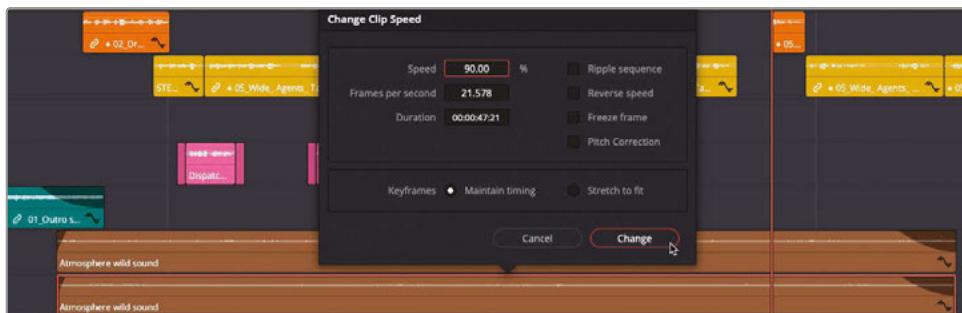 Change Clip Speed
02_Dr...
05...
Speed 90.00 % Ripple sequence
STE... 05_Wide_Agents_Ta a... 05_Wide_Agents_...
Frames per second 21.578 Reverse speed
Duration 00:00:47:21 Freeze frame
Pitch Correction
Dispatc...
Keyframes Maintain timing Stretch to fit
01_Outro s...
Cancel Change
Atmosphere wild sound
Atmosphere wild sound